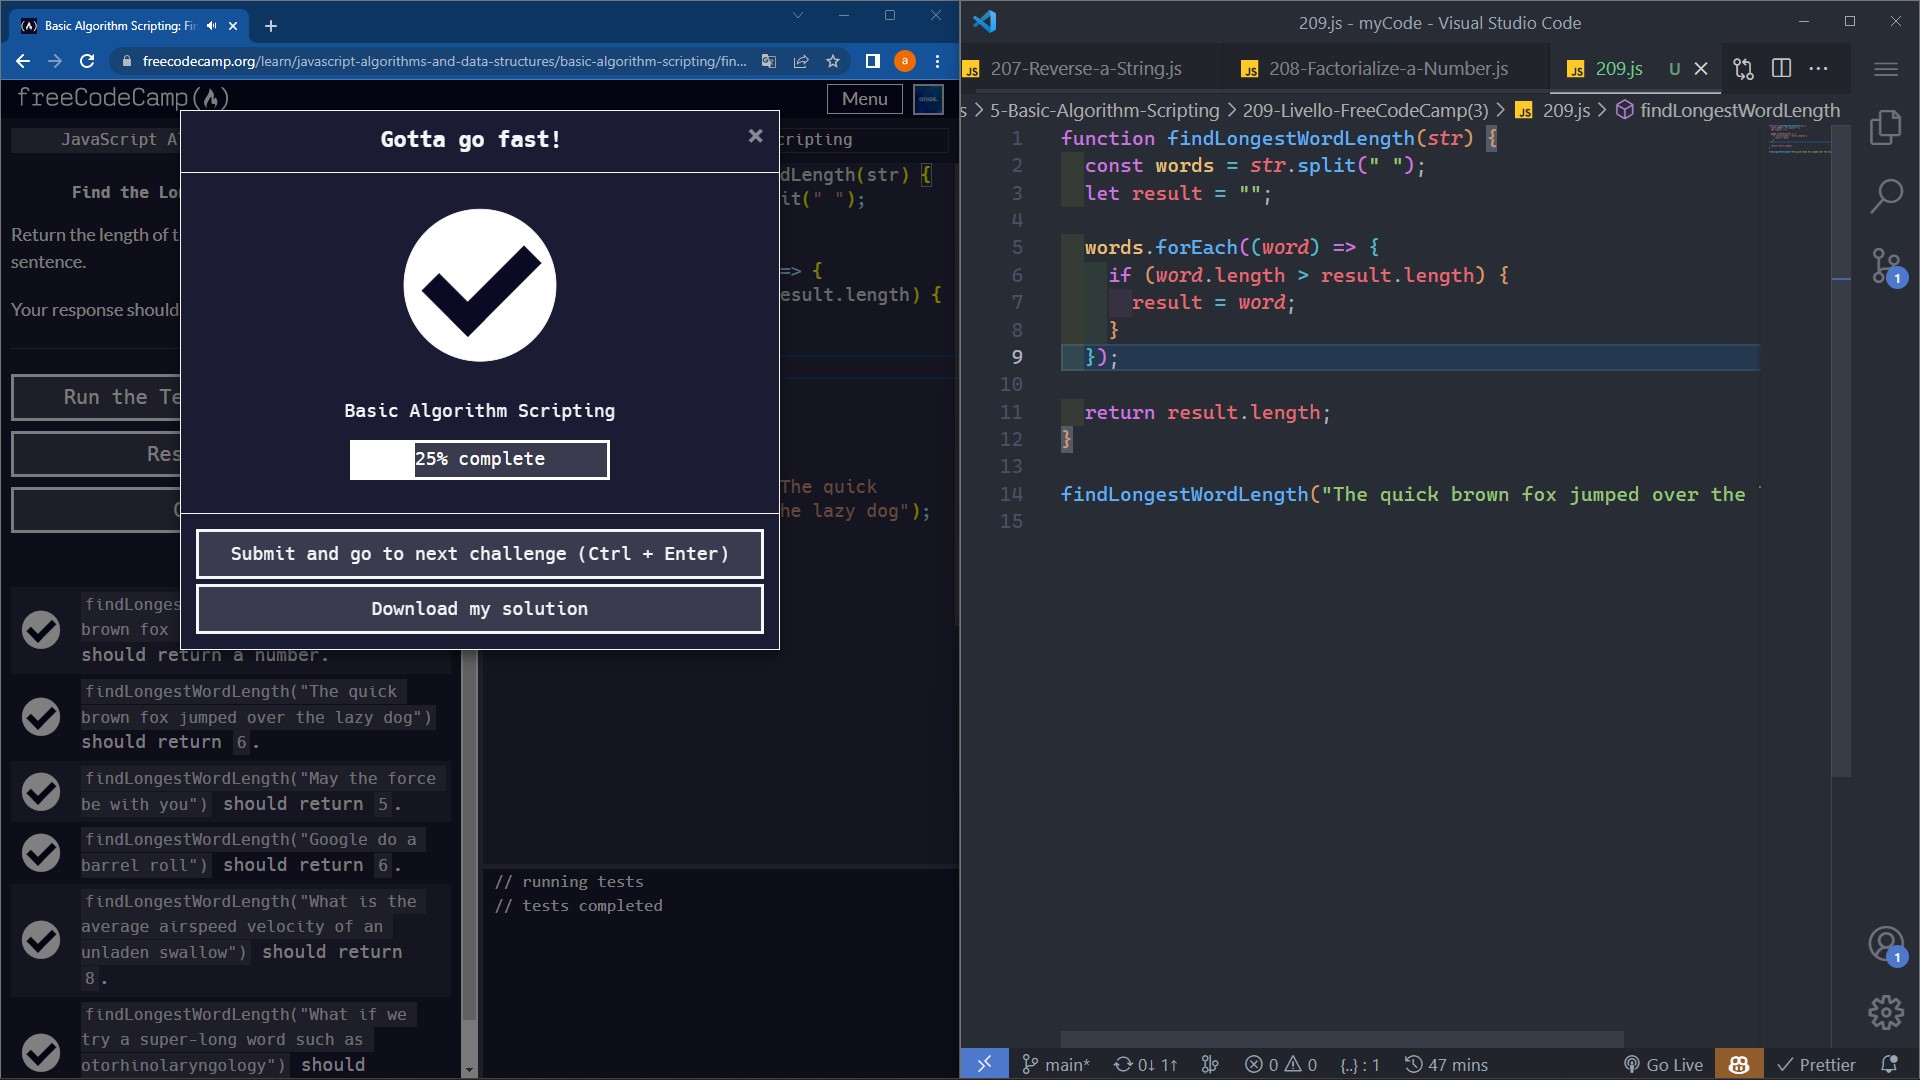 Basic Algorithm Scripting: Fi
freecodecamp.org/learn/javascript-algorithms-and-data-structures/basic-algorithm-scripting/fin...
a
freeCodeCamp
Menu
anas.
JavaScript A
cripting
Find the Lo
Return the length of t
sentence.
Your response should
Run the Te
Res
Gotta go fast!
Basic Algorithm Scripting
25% complete
Submit and go to next challenge (Ctrl + Enter)
Download my solution
dLength(str) {
it(" ");
=> {
esult.length) {
The quick
he lazy dog");
findLonges
brown fox
should return a number.
findLongestWordLength("The quick
brown fox jumped over the lazy dog")
should return 6.
findLongestWordLength("May the force
be with you") should return 5.
findLongestWordLength("Google do a
barrel roll") should return 6.
findLongestWordLength("What is the
average airspeed velocity of an
unladen swallow") should return
8.
findLongestWordLength("What if we
try a super-long word such as
otorhinolaryngology") should
// running tests
// tests completed
209.js - myCode - Visual Studio Code
JS 207-Reverse-a-String.js
JS 208-Factorialize-a-Number.js
JS 209.js U
s > 5-Basic-Algorithm-Scripting > 209-Livello-FreeCodeCamp(3) > JS 209.js > findLongestWordLength
1 function findLongestWordLength(str) {
2 const words = str.split(" ");
3 let result = "";
4
5 words.forEach((word) => {
6 if (word.length > result.length) {
7 result = word;
8 }
9 });
10
11 return result.length;
12 }
13
14 findLongestWordLength("The quick brown fox jumped over the
15
1
1
main* 0↓ 1↑ 0 0 {..} : 1 47 mins Go Live Prettier